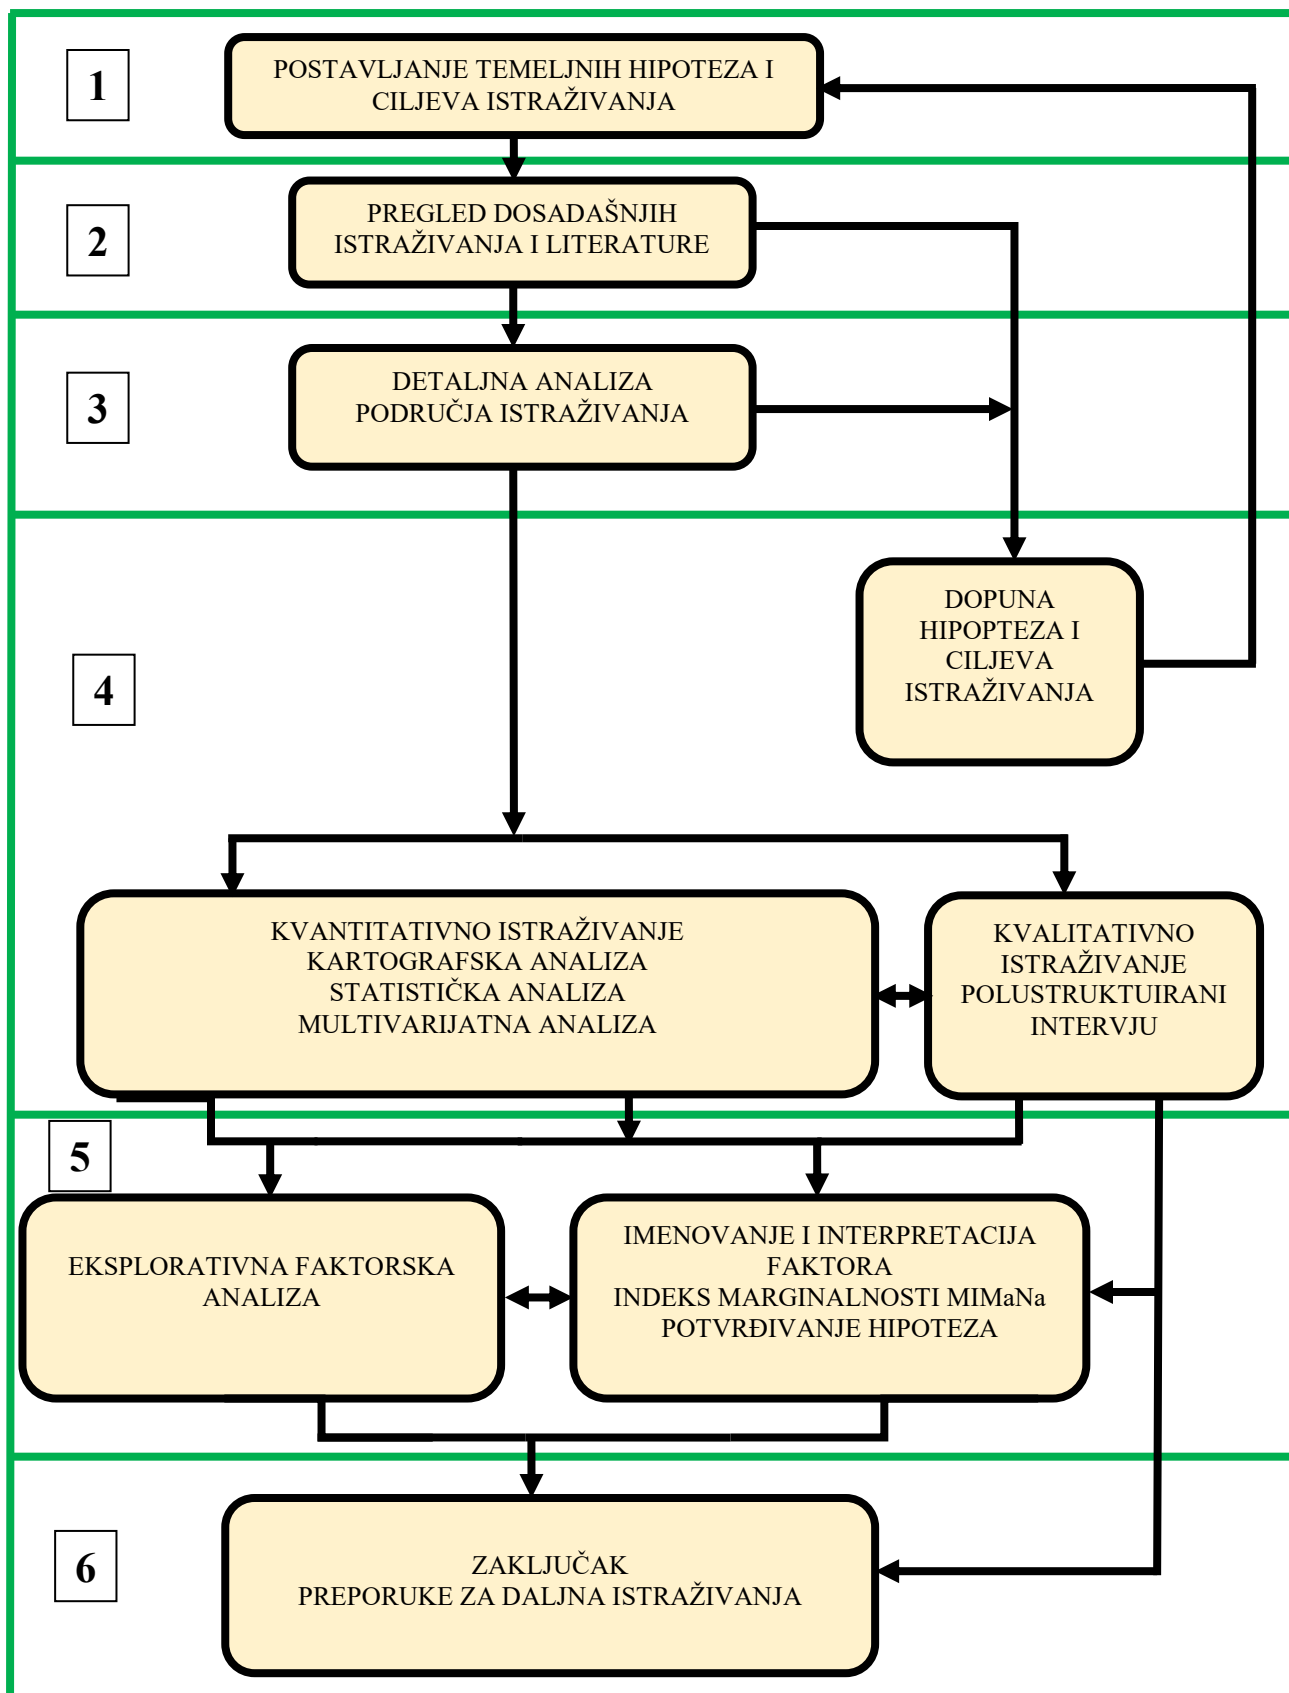 1
POSTAVLJANJE TEMELJNIH HIPOTEZA I
CILJEVA ISTRAŽIVANJA
2
PREGLED DOSADAŠNJIH
ISTRAŽIVANJA I LITERATURE
3
DETALJNA ANALIZA
PODRUČJA ISTRAŽIVANJA
4
DOPUNA
HIPOPTEZA I
CILJEVA
ISTRAŽIVANJA
KVANTITATIVNO ISTRAŽIVANJE
KARTOGRAFSKA ANALIZA
STATISTIČKA ANALIZA
MULTIVARIJATNA ANALIZA
KVALITATIVNO
ISTRAŽIVANJE
POLUSTRUKTUIRANI
INTERVJU
5
EKSPLORATIVNA FAKTORSKA
ANALIZA
IMENOVANJE I INTERPRETACIJA
FAKTORA
INDEKS MARGINALNOSTI MIMaNa
POTVRĐIVANJE HIPOTEZA
6
ZAKLJUČAK
PREPORUKE ZA DALJNA ISTRAŽIVANJA